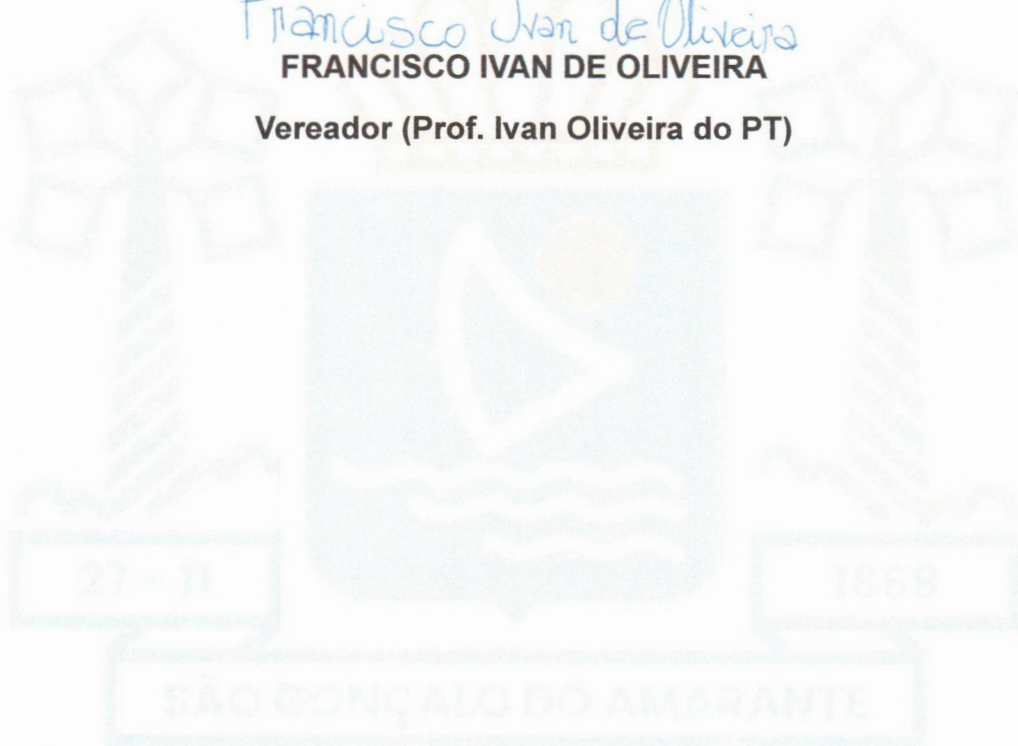 Francisco Ivan de Oliveira
FRANCISCO IVAN DE OLIVEIRA
Vereador (Prof. Ivan Oliveira do PT)
27 - 11
1868
SÃO GONÇALO DO AMARANTE